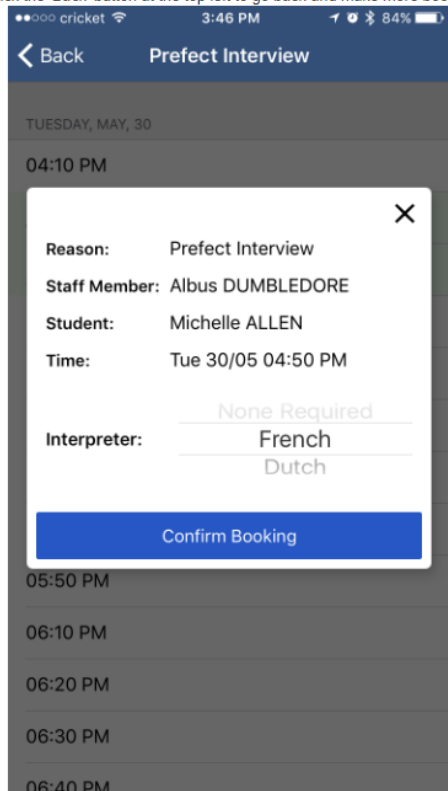 cricket 3:46 PM 84%
Back Prefect Interview
TUESDAY, MAY, 30
04:10 PM
Reason: Prefect Interview
Staff Member: Albus DUMBLEDORE
Student: Michelle ALLEN
Time: Tue 30/05 04:50 PM
None Required
Interpreter: French
Dutch
Confirm Booking
05:50 PM
06:10 PM
06:20 PM
06:30 PM
06:40 PM